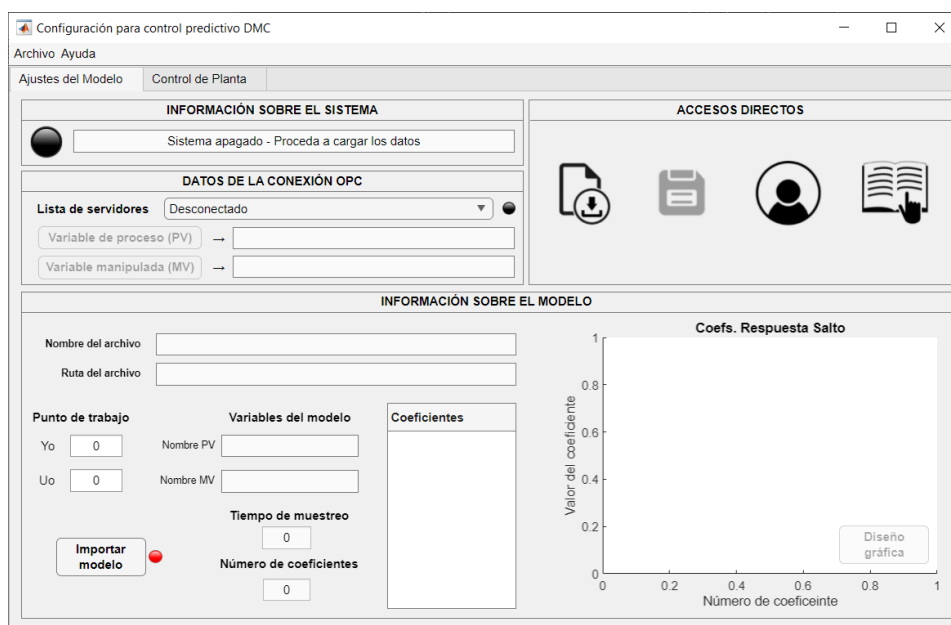 Configuración para control predictivo DMC
Archivo Ayuda
Ajustes del Modelo Control de Planta
INFORMACIÓN SOBRE EL SISTEMA
Sistema apagado - Proceda a cargar los datos
DATOS DE LA CONEXIÓN OPC
Lista de servidores Desconectado
Variable de proceso (PV) →
Variable manipulada (MV) →
ACCESOS DIRECTOS
INFORMACIÓN SOBRE EL MODELO
Nombre del archivo
Ruta del archivo
Punto de trabajo
Yo 0
Uo 0
Importar
modelo
Variables del modelo
Nombre PV
Nombre MV
Tiempo de muestreo
0
Número de coeficientes
0
Coeficientes
Coefs. Respuesta Salto
Valor del coeficiente
1
0.8
0.6
0.4
0.2
0
Diseño
gráfica
0 0.2 0.4 0.6 0.8 1
Número de coeficeinte